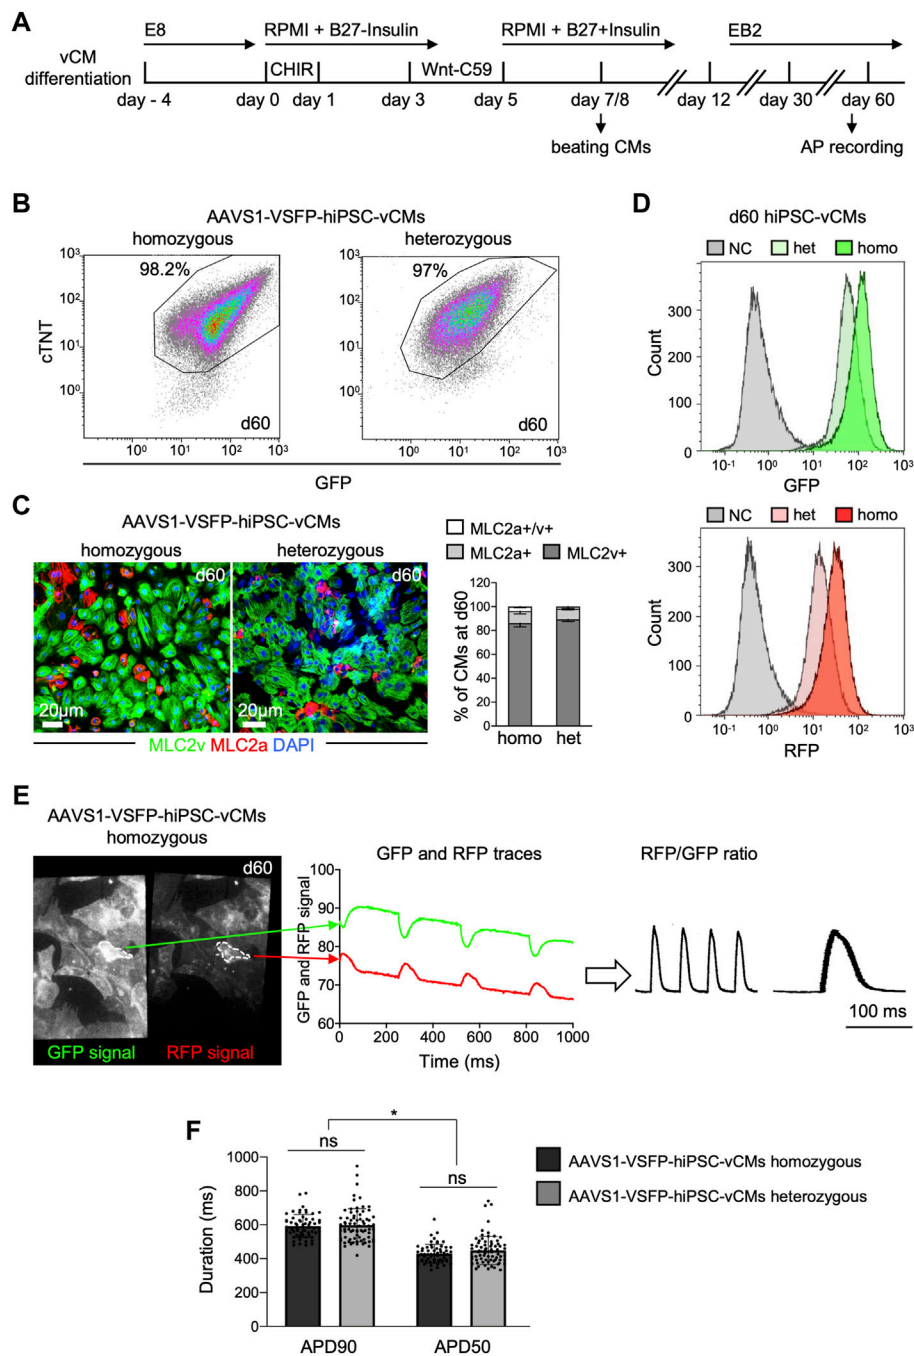 A
E8
RPMI + B27-Insulin
RPMI + B27+Insulin
EB2
vCM
differentiation
CHIR
Wnt-C59
day - 4
day 0
day 1
day 3
day 5
day 7/8
day 12
day 30
day 60
beating CMs
AP recording
B
AAVS1-VSFP-hiPSC-vCMs
homozygous
heterozygous
98.2%
97%
cTNT
10³
10²
10¹
10⁰
10³
10²
10¹
10⁰
d60
d60
10⁰ 10¹ 10² 10³
10⁰ 10¹ 10² 10³
GFP
C
AAVS1-VSFP-hiPSC-vCMs
homozygous
heterozygous
d60
d60
20µm
20µm
MLC2v MLC2a DAPI
MLC2a+/v+
MLC2a+
MLC2v+
% of CMs at d60
120
100
80
60
40
20
0
homo het
D
d60 hiPSC-vCMs
NC het homo
Count
300
200
100
0
10⁻¹ 10⁰ 10¹ 10² 10³
GFP
NC het homo
Count
300
200
100
0
10⁻¹ 10⁰ 10¹ 10² 10³
RFP
E
AAVS1-VSFP-hiPSC-vCMs
homozygous
d60
GFP signal
RFP signal
GFP and RFP traces
GFP and RFP signal
100
90
80
70
60
0 200 400 600 800 1000
Time (ms)
RFP/GFP ratio
100 ms
F
*
ns
ns
Duration (ms)
1000
800
600
400
200
0
APD90
APD50
AAVS1-VSFP-hiPSC-vCMs homozygous
AAVS1-VSFP-hiPSC-vCMs heterozygous